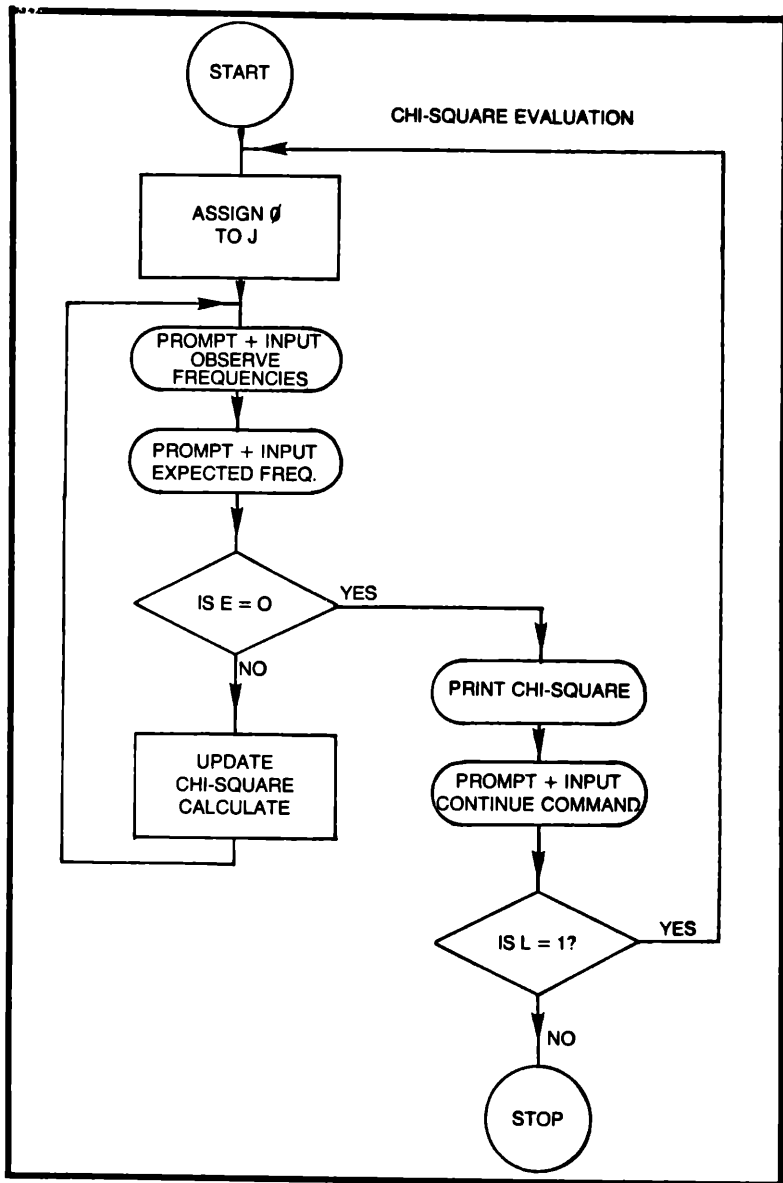 START
CHI-SQUARE EVALUATION
ASSIGN Ø
TO J
PROMPT + INPUT
OBSERVE
FREQUENCIES
PROMPT + INPUT
EXPECTED FREQ.
IS E = O
YES
NO
UPDATE
CHI-SQUARE
CALCULATE
PRINT CHI-SQUARE
PROMPT + INPUT
CONTINUE COMMAND
IS L = 1?
YES
NO
STOP